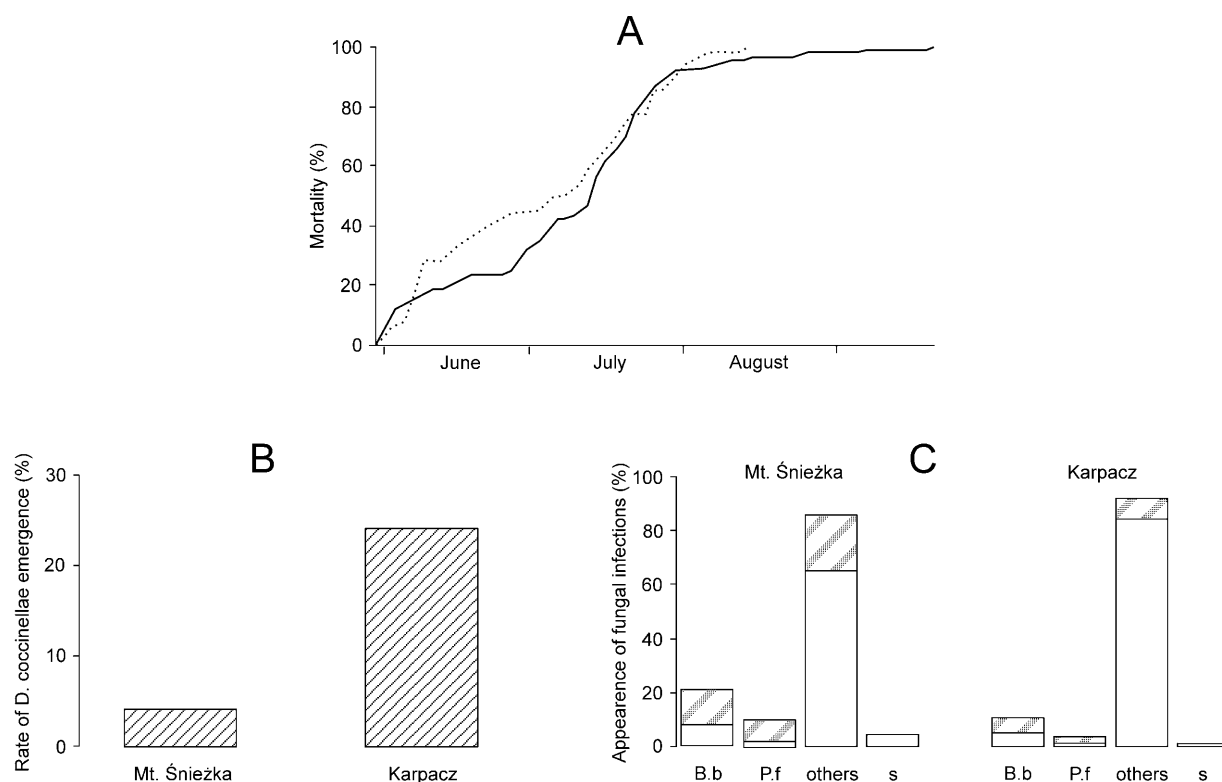 A
100
80
60
40
20
0
Mortality (%)
June July August
B
30
20
10
0
Rate of D. coccinellae emergence (%)
Mt. Śnieżka Karpacz
C
Mt. Śnieżka Karpacz
100
80
60
40
20
0
Appearence of fungal infections (%)
B.b P.f others s B.b P.f others s